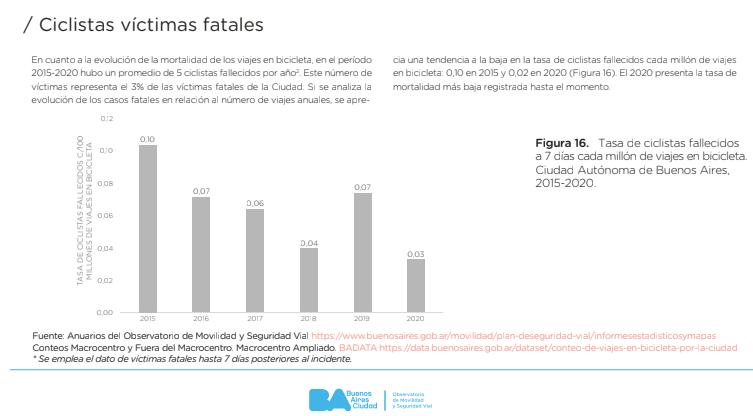 / Ciclistas víctimas fatales
En cuanto a la evolución de la mortalidad de los viajes en bicicleta, en el período
2015-2020 hubo un promedio de 5 ciclistas fallecidos por año². Este número de
víctimas representa el 3% de las víctimas fatales de la Ciudad. Si se analiza la
evolución de los casos fatales en relación al número de viajes anuales, se apre-
cia una tendencia a la baja en la tasa de ciclistas fallecidos cada millón de viajes
en bicicleta: 0,10 en 2015 y 0,02 en 2020 (Figura 16). El 2020 presenta la tasa de
mortalidad más baja registrada hasta el momento.
TASA DE CICLISTAS FALLECIDOS C/100
MILLONES DE VIAJES EN BICICLETA
0,12
0,10
0,08
0,06
0,04
0,02
0,00
0,10
0,07
0,06
0,04
0,07
0,03
2015
2016
2017
2018
2019
2020
Figura 16. Tasa de ciclistas fallecidos
a 7 días cada millón de viajes en bicicleta.
Ciudad Autónoma de Buenos Aires,
2015-2020.
Fuente: Anuarios del Observatorio de Movilidad y Seguridad Vial https://www.buenosaires.gob.ar/movilidad/plan-deseguridad-vial/informesestadisticosymapas
Conteos Macrocentro y Fuera del Macrocentro. Macrocentro Ampliado. BADATA https://data.buenosaires.gob.ar/dataset/conteo-de-viajes-en-bicicleta-por-la-ciudad
* Se emplea el dato de víctimas fatales hasta 7 días posteriores al incidente.
BA Buenos
Aires
Ciudad
Observatorio
de Movilidad
y Seguridad Vial